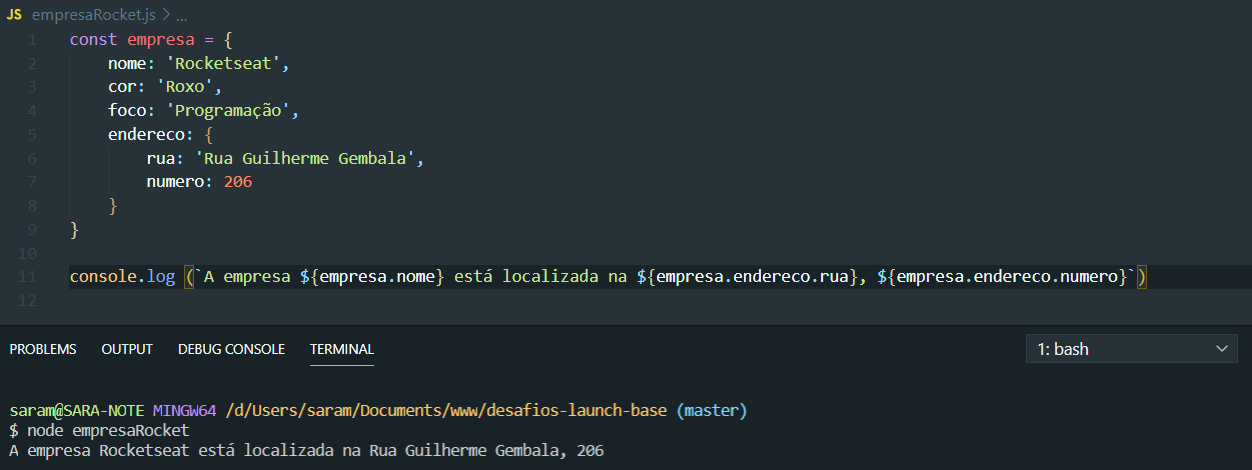 JS empresaRocket.js > ...
1 const empresa = {
2 nome: 'Rocketseat',
3 cor: 'Roxo',
4 foco: 'Programação',
5 endereco: {
6 rua: 'Rua Guilherme Gembala',
7 numero: 206
8 }
9 }
10
11 console.log (`A empresa ${empresa.nome} está localizada na ${empresa.endereco.rua}, ${empresa.endereco.numero}`)
12
PROBLEMS OUTPUT DEBUG CONSOLE TERMINAL 1: bash
saram@SARA-NOTE MINGW64 /d/Users/saram/Documents/www/desafios-launch-base (master)
$ node empresaRocket
A empresa Rocketseat está localizada na Rua Guilherme Gembala, 206